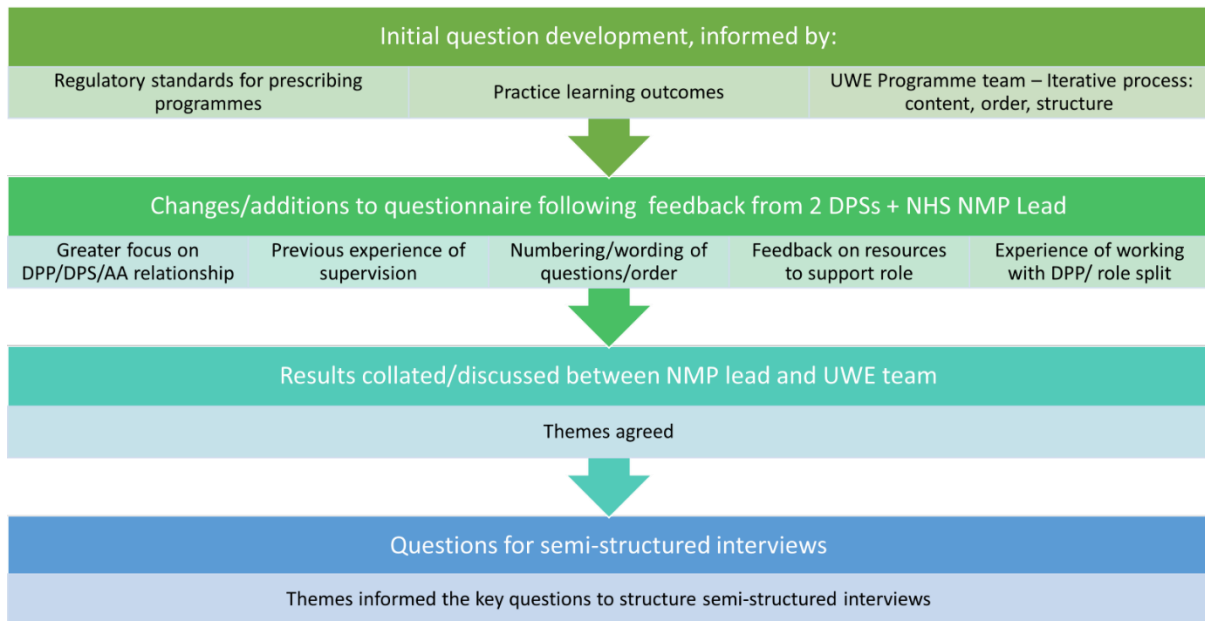 Initial question development, informed by:
Regulatory standards for prescribing
programmes
Practice learning outcomes
UWE Programme team – Iterative process:
content, order, structure
Changes/additions to questionnaire following feedback from 2 DPSs + NHS NMP Lead
Greater focus on
DPP/DPS/AA relationship
Previous experience of
supervision
Numbering/wording of
questions/order
Feedback on resources
to support role
Experience of working
with DPP/ role split
Results collated/discussed between NMP lead and UWE team
Themes agreed
Questions for semi-structured interviews
Themes informed the key questions to structure semi-structured interviews